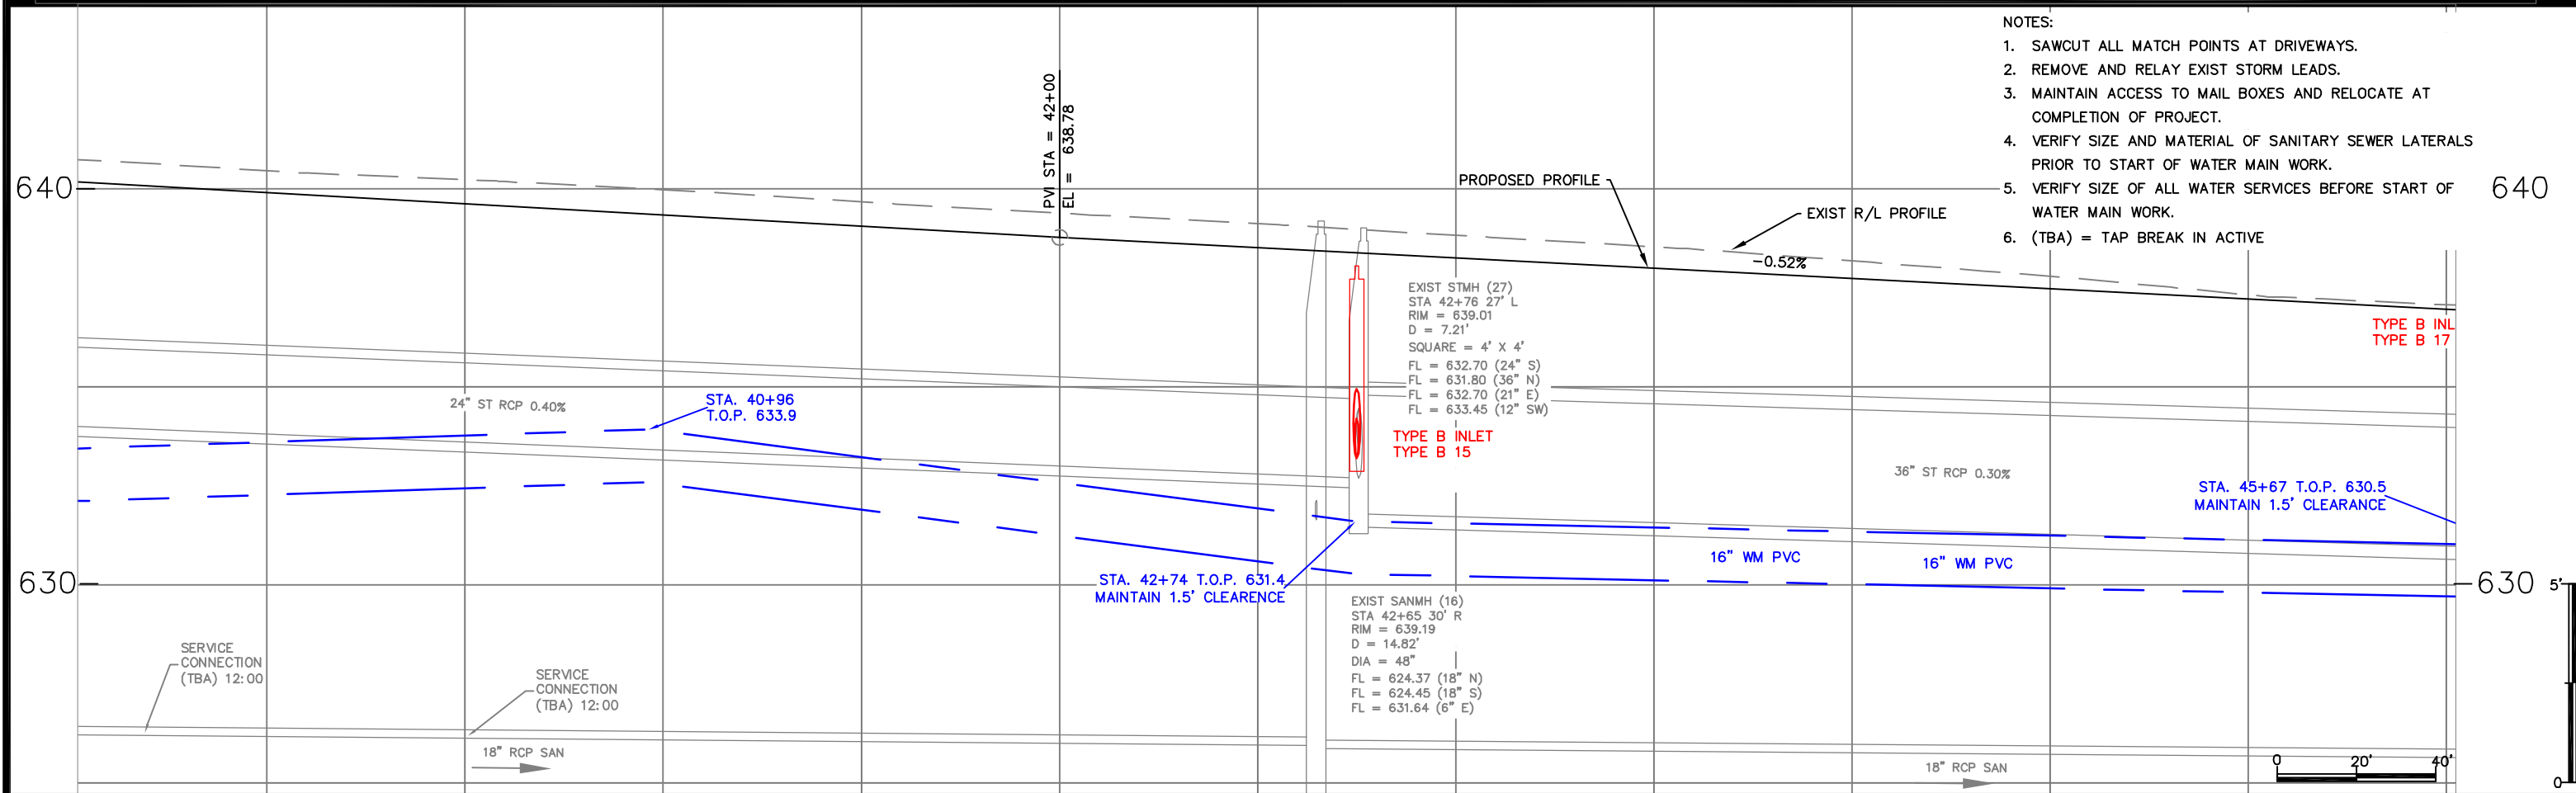 NOTES:
1. SAWCUT ALL MATCH POINTS AT DRIVEWAYS.
2. REMOVE AND RELAY EXIST STORM LEADS.
3. MAINTAIN ACCESS TO MAIL BOXES AND RELOCATE AT
COMPLETION OF PROJECT.
4. VERIFY SIZE AND MATERIAL OF SANITARY SEWER LATERALS
PRIOR TO START OF WATER MAIN WORK.
5. VERIFY SIZE OF ALL WATER SERVICES BEFORE START OF
WATER MAIN WORK.
6. (TBA) = TAP BREAK IN ACTIVE
PVI STA = 42+00
EL = 638.78
640
640
PROPOSED PROFILE
EXIST R/L PROFILE
-0.52%
EXIST STMH (27)
STA 42+76 27' L
RIM = 639.01
D = 7.21'
SQUARE = 4' X 4'
FL = 632.70 (24" S)
FL = 631.80 (36" N)
FL = 632.70 (21" E)
FL = 633.45 (12" SW)
TYPE B INL
TYPE B 17
24" ST RCP 0.40%
STA. 40+96
T.O.P. 633.9
TYPE B INLET
TYPE B 15
36" ST RCP 0.30%
STA. 45+67 T.O.P. 630.5
MAINTAIN 1.5' CLEARANCE
16" WM PVC
16" WM PVC
630
STA. 42+74 T.O.P. 631.4
MAINTAIN 1.5' CLEARENCE
630
5'
EXIST SANMH (16)
STA 42+65 30' R
RIM = 639.19
D = 14.82'
DIA = 48"
FL = 624.37 (18" N)
FL = 624.45 (18" S)
FL = 631.64 (6" E)
SERVICE
CONNECTION
(TBA) 12:00
SERVICE
CONNECTION
(TBA) 12:00
18" RCP SAN
18" RCP SAN
0 20' 40'
0